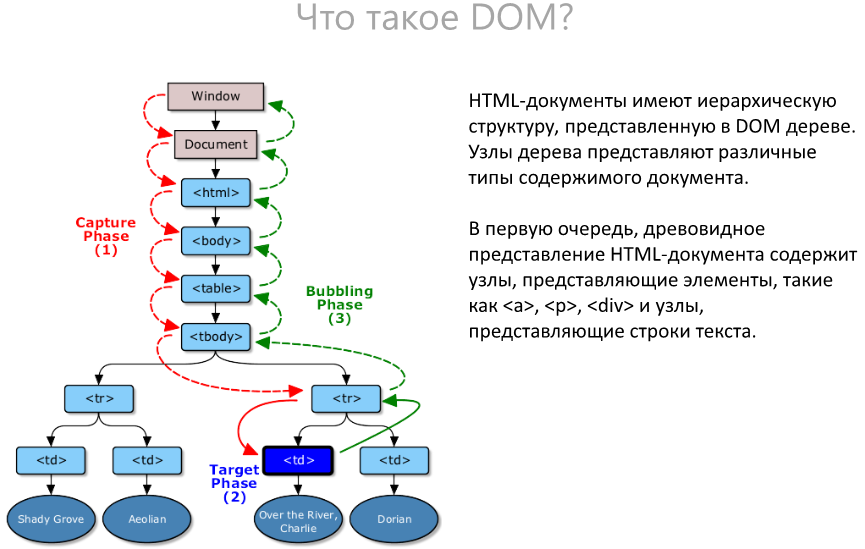 Что такое DOM?
HTML-документы имеют иерархическую
структуру, представленную в DOM дереве.
Узлы дерева представляют различные
типы содержимого документа.
В первую очередь, древовидное
представление HTML-документа содержит
узлы, представляющие элементы, такие
как <a>, <p>, <div> и узлы,
представляющие строки текста.
Window
Document
<html>
Capture
Phase
(1)
<body>
<table>
Bubbling
Phase
(3)
<tbody>
<tr>
<tr>
<td>
<td>
<td>
<td>
Target
Phase
(2)
Shady Grove
Aeolian
Over the River,
Charlie
Dorian